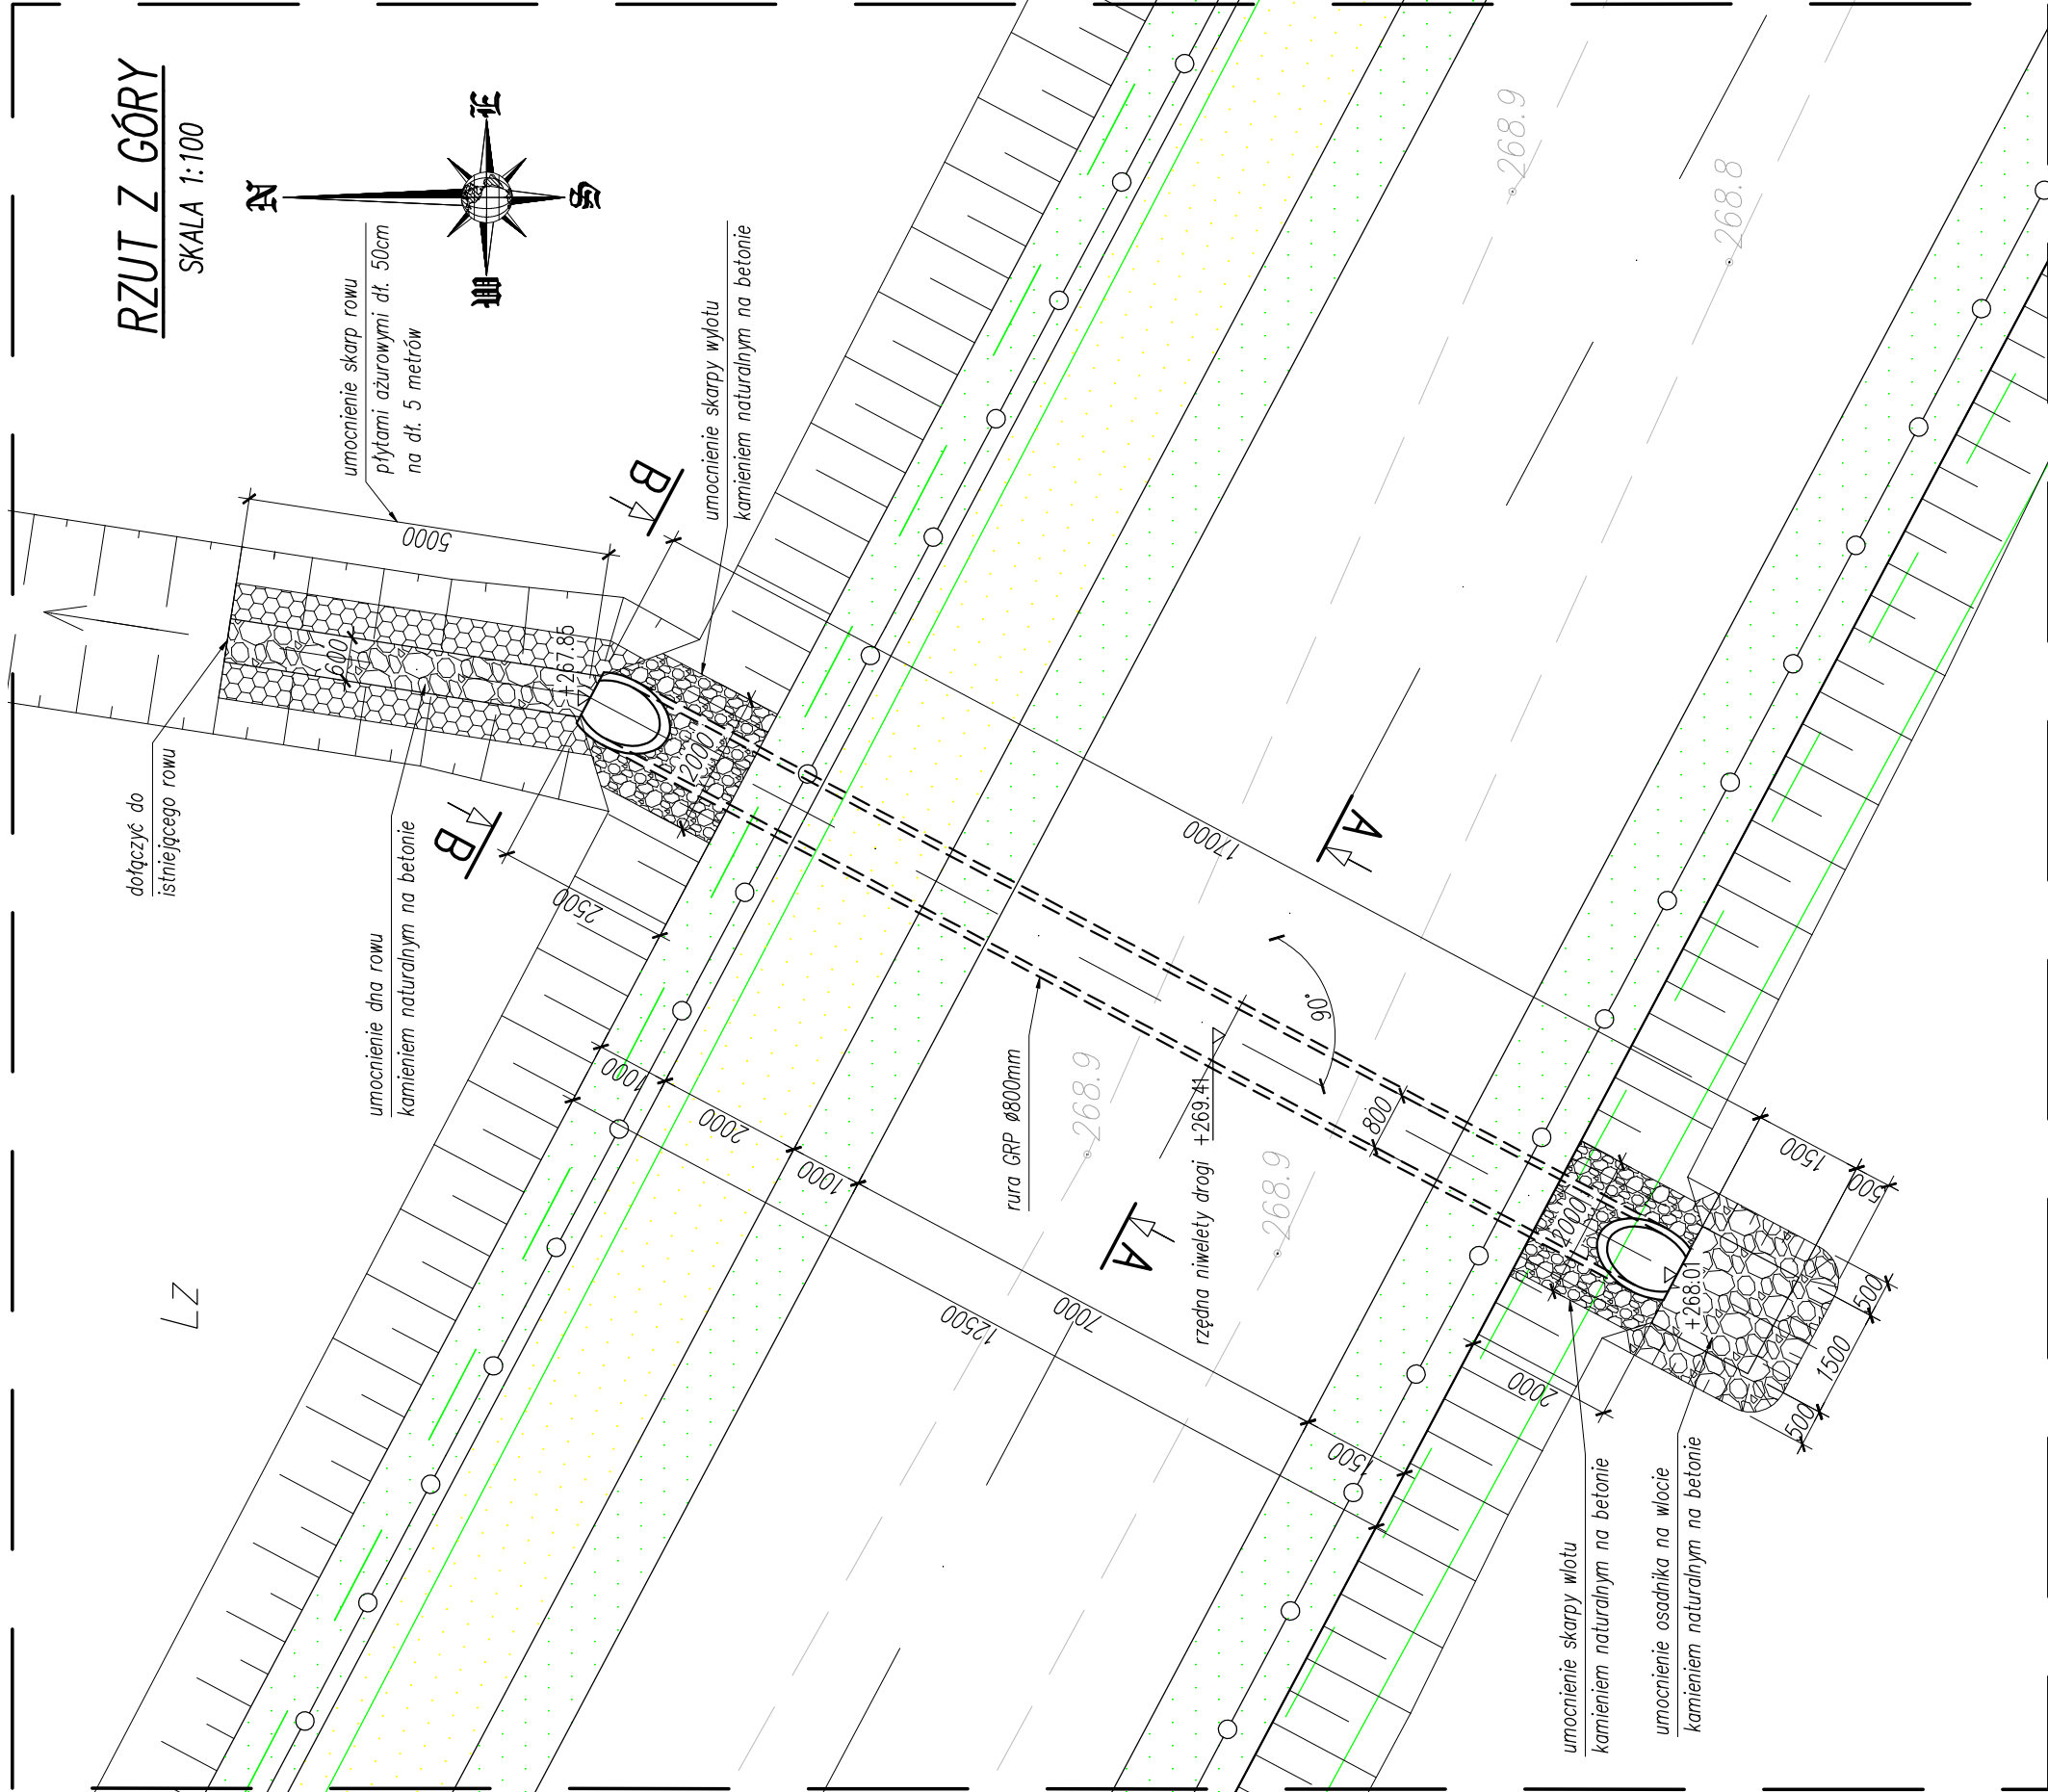 RZUT Z GÓRY
SKALA 1:100
N
E
S
W
umocnienie skarp rowu
płytami ażurowymi dł. 50cm
na dł. 5 metrów
umocnienie skarpy wylotu
kamieniem naturalnym na betonie
B
B
5000
600
+267.85
2000
dołączyć do
istniejącego rowu
umocnienie dna rowu
kamieniem naturalnym na betonie
2500
1000
2000
1000
12500
7000
1500
17000
A
A
90°
800
rura GRP ø800mm
rzędna niwelety drogi +269.41
268.9
268.8
268.9
268.9
Lz
2000
+268.01
2000
1500
500
500
1500
500
umocnienie skarpy wlotu
kamieniem naturalnym na betonie
umocnienie osadnika na wlocie
kamieniem naturalnym na betonie